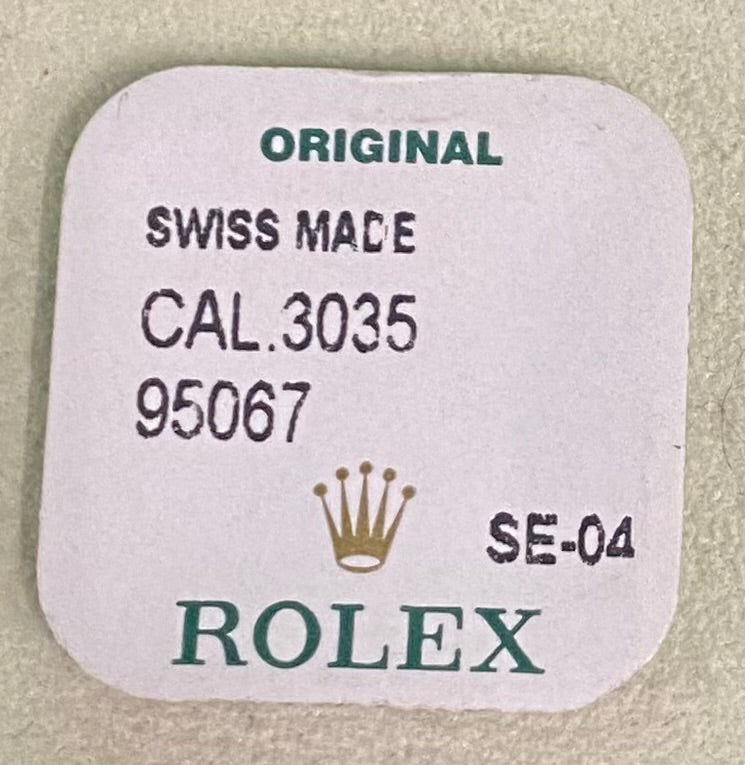 ORIGINAL
SWISS MADE
CAL.3035
95067
SE-04
ROLEX